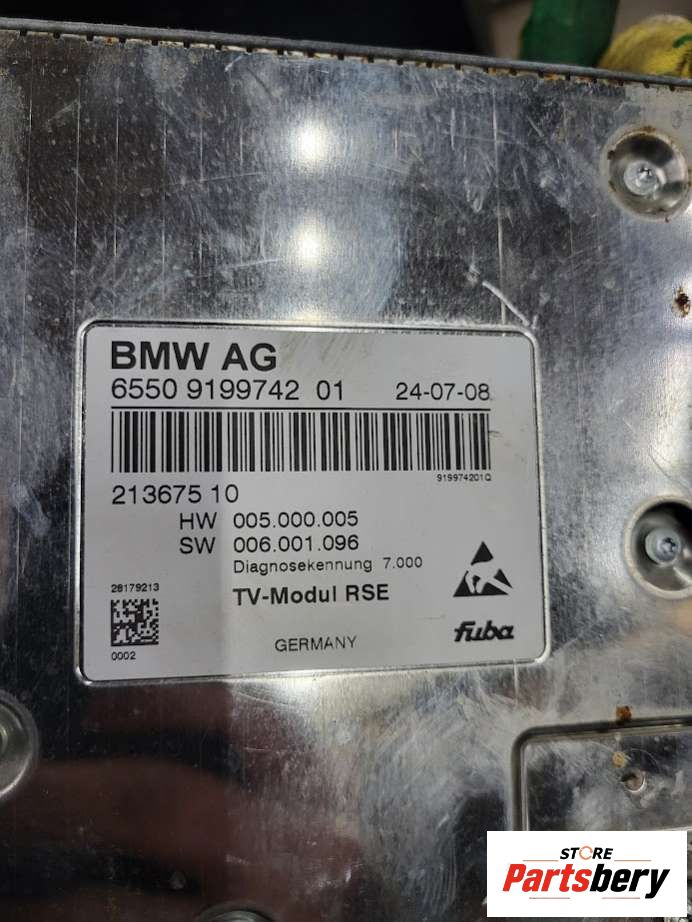 BMW AG
6550 9199742 01 24-07-08
919974201Q
213675 10
HW 005.000.005
SW 006.001.096
Diagnosekennung 7.000
28179213
TV-Modul RSE
0002
GERMANY
fuba
STORE
Partsbery